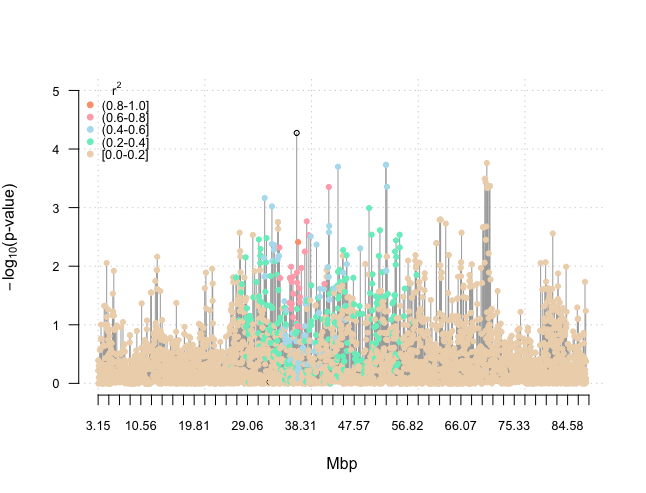 r²
(0.8-1.0]
(0.6-0.8]
(0.4-0.6]
(0.2-0.4]
[0.0-0.2]
5
4
3
2
1
0
− log₁₀(p-value)
3.15 10.56 19.81 29.06 38.31 47.57 56.82 66.07 75.33 84.58
Mbp